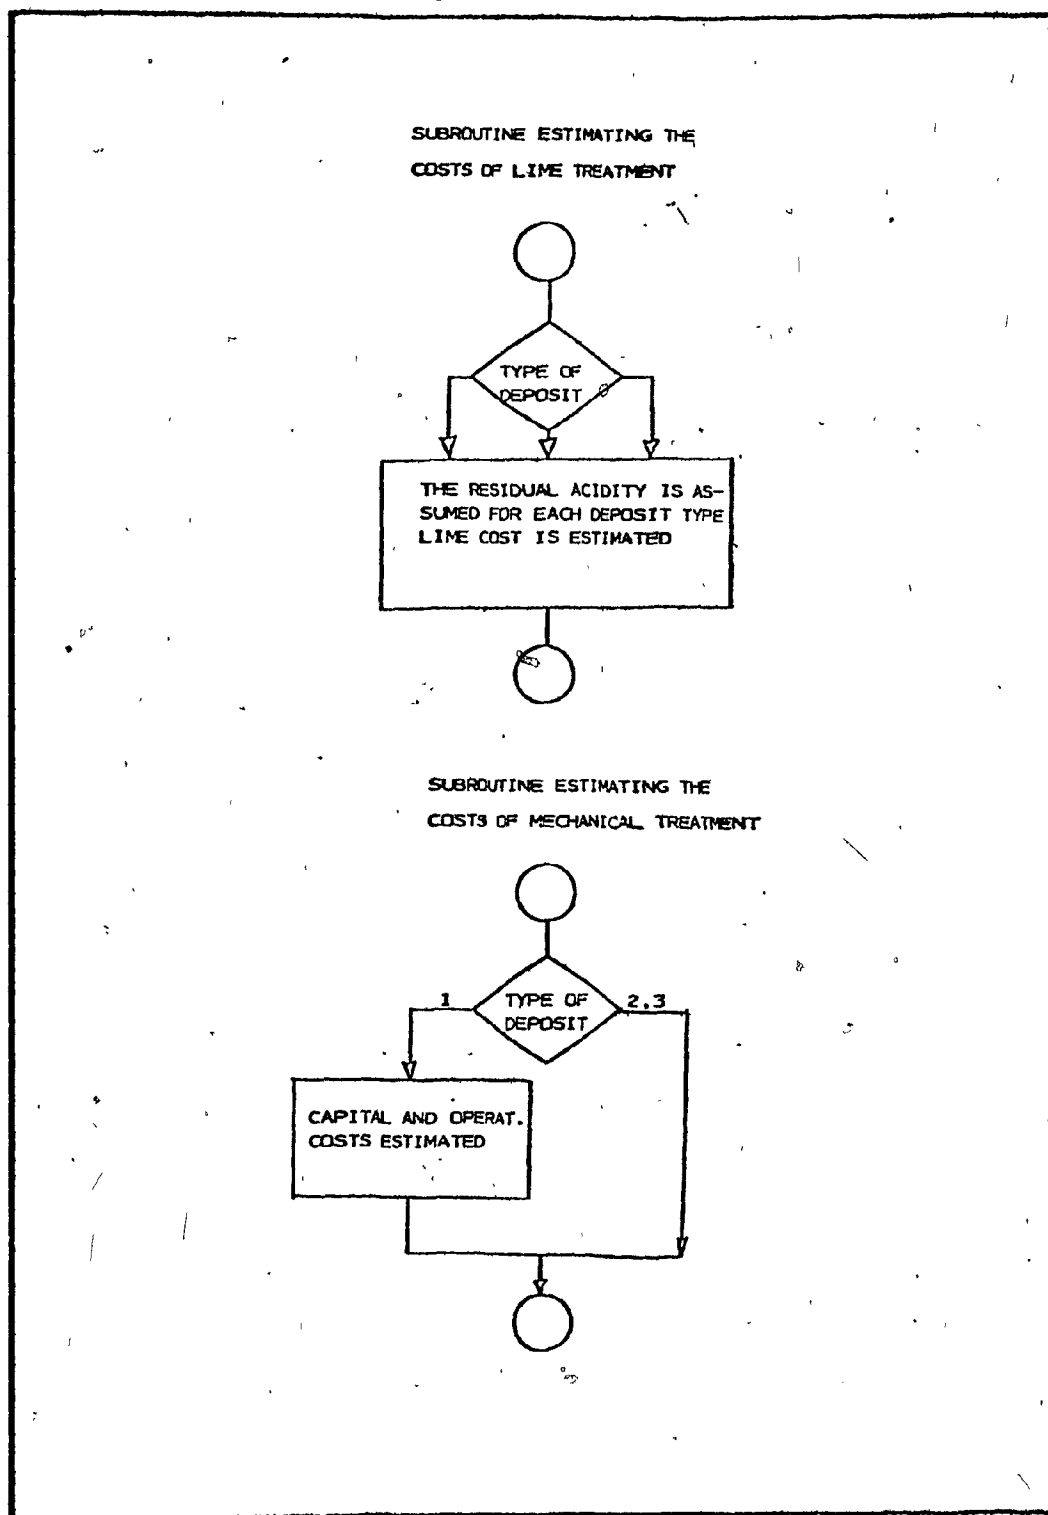 SUBROUTINE ESTIMATING THE
COSTS OF LIME TREATMENT
TYPE OF
DEPOSIT
THE RESIDUAL ACIDITY IS AS-
SUMED FOR EACH DEPOSIT TYPE
LIME COST IS ESTIMATED
SUBROUTINE ESTIMATING THE
COSTS OF MECHANICAL TREATMENT
1
TYPE OF
DEPOSIT
2.3
CAPITAL AND OPERAT.
COSTS ESTIMATED